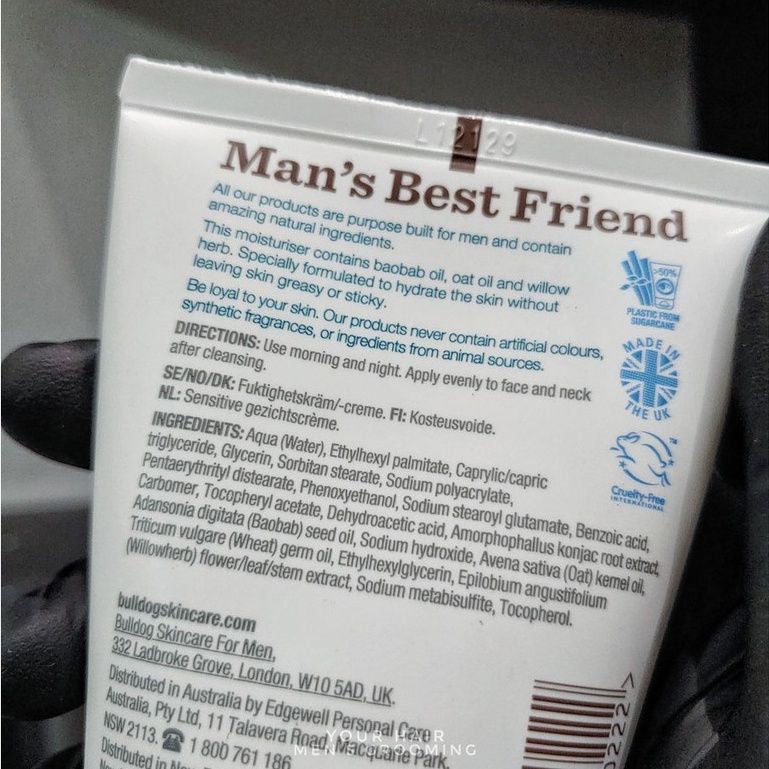 L12129
Man's Best Friend
All our products are purpose built for men and contain
amazing natural ingredients.
This moisturiser contains baobab oil, oat oil and willow
herb. Specially formulated to hydrate the skin without
leaving skin greasy or sticky.
Be loyal to your skin. Our products never contain artificial colours,
synthetic fragrances, or ingredients from animal sources.
>50%
PLASTIC FROM
SUGARCANE
DIRECTIONS: Use morning and night. Apply evenly to face and neck
after cleansing.
MADE IN
THE UK
SE/NO/DK: Fuktighetskräm/-creme. FI: Kosteusvoide.
NL: Sensitive gezichtscrème.
TM
Cruelty-Free
INTERNATIONAL
INGREDIENTS: Aqua (Water), Ethylhexyl palmitate, Caprylic/capric
triglyceride, Glycerin, Sorbitan stearate, Sodium polyacrylate,
Pentaerythrityl distearate, Phenoxyethanol, Sodium stearoyl glutamate, Benzoic acid,
Carbomer, Tocopheryl acetate, Dehydroacetic acid, Amorphophallus konjac root extract,
Adansonia digitata (Baobab) seed oil, Sodium hydroxide, Avena sativa (Oat) kernel oil,
Triticum vulgare (Wheat) germ oil, Ethylhexylglycerin, Epilobium angustifolium
(Willowherb) flower/leaf/stem extract, Sodium metabisulfite, Tocopherol.
bulldogskincare.com
Bulldog Skincare For Men,
332 Ladbroke Grove, London, W10 5AD, UK.
Distributed in Australia by Edgewell Personal Care
Australia, Pty Ltd, 11 Talavera Road, Macquarie Park,
NSW 2113. ☎ 1 800 761 186
Distributed in
YOUR HAIR
MEN GROOMING